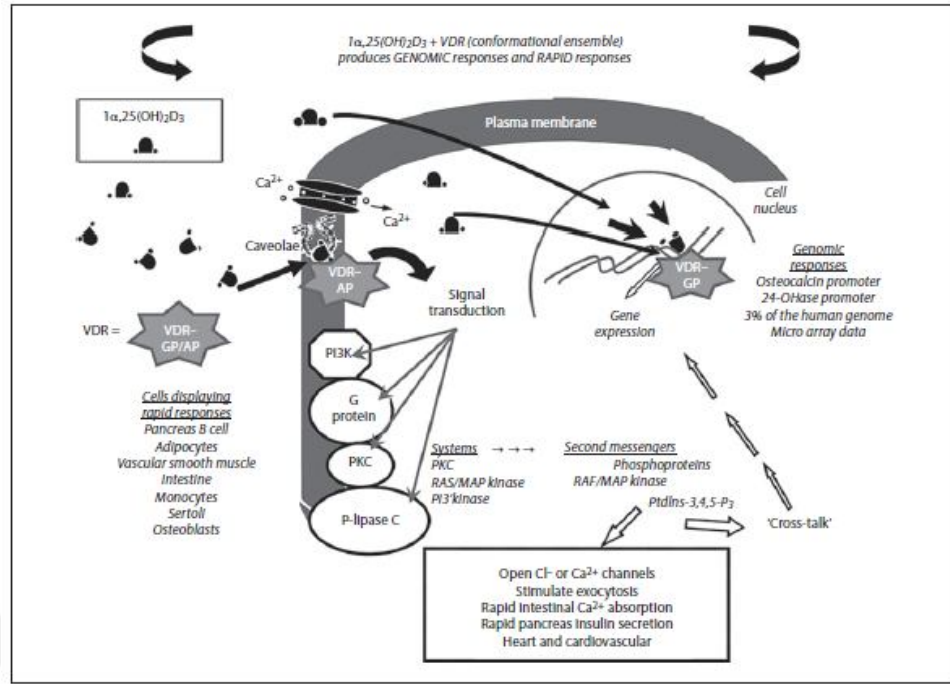 1α,25(OH)₂D₃ + VDR (conformational ensemble)
produces GENOMIC responses and RAPID responses
1α,25(OH)₂D₃
Plasma membrane
Ca²⁺
Ca²⁺
Cell
nucleus
Caveolae
VDR–
AP
VDR–
GP
Genomic
responses
Osteocalcin promoter
24-OHase promoter
3% of the human genome
Micro array data
Signal
transduction
Gene
expression
VDR =
VDR–
GP/AP
PI3K
G
protein
PKC
P-lipase C
Cells displaying
rapid responses
Pancreas B cell
Adipocytes
Vascular smooth muscle
Intestine
Monocytes
Sertoli
Osteoblasts
Systems → → → Second messengers
PKC Phosphoproteins
RAS/MAP kinase RAF/MAP kinase
PI3'kinase
PtdIns-3,4,5-P₃
'Cross-talk'
Open Cl⁻ or Ca²⁺ channels
Stimulate exocytosis
Rapid intestinal Ca²⁺ absorption
Rapid pancreas insulin secretion
Heart and cardiovascular